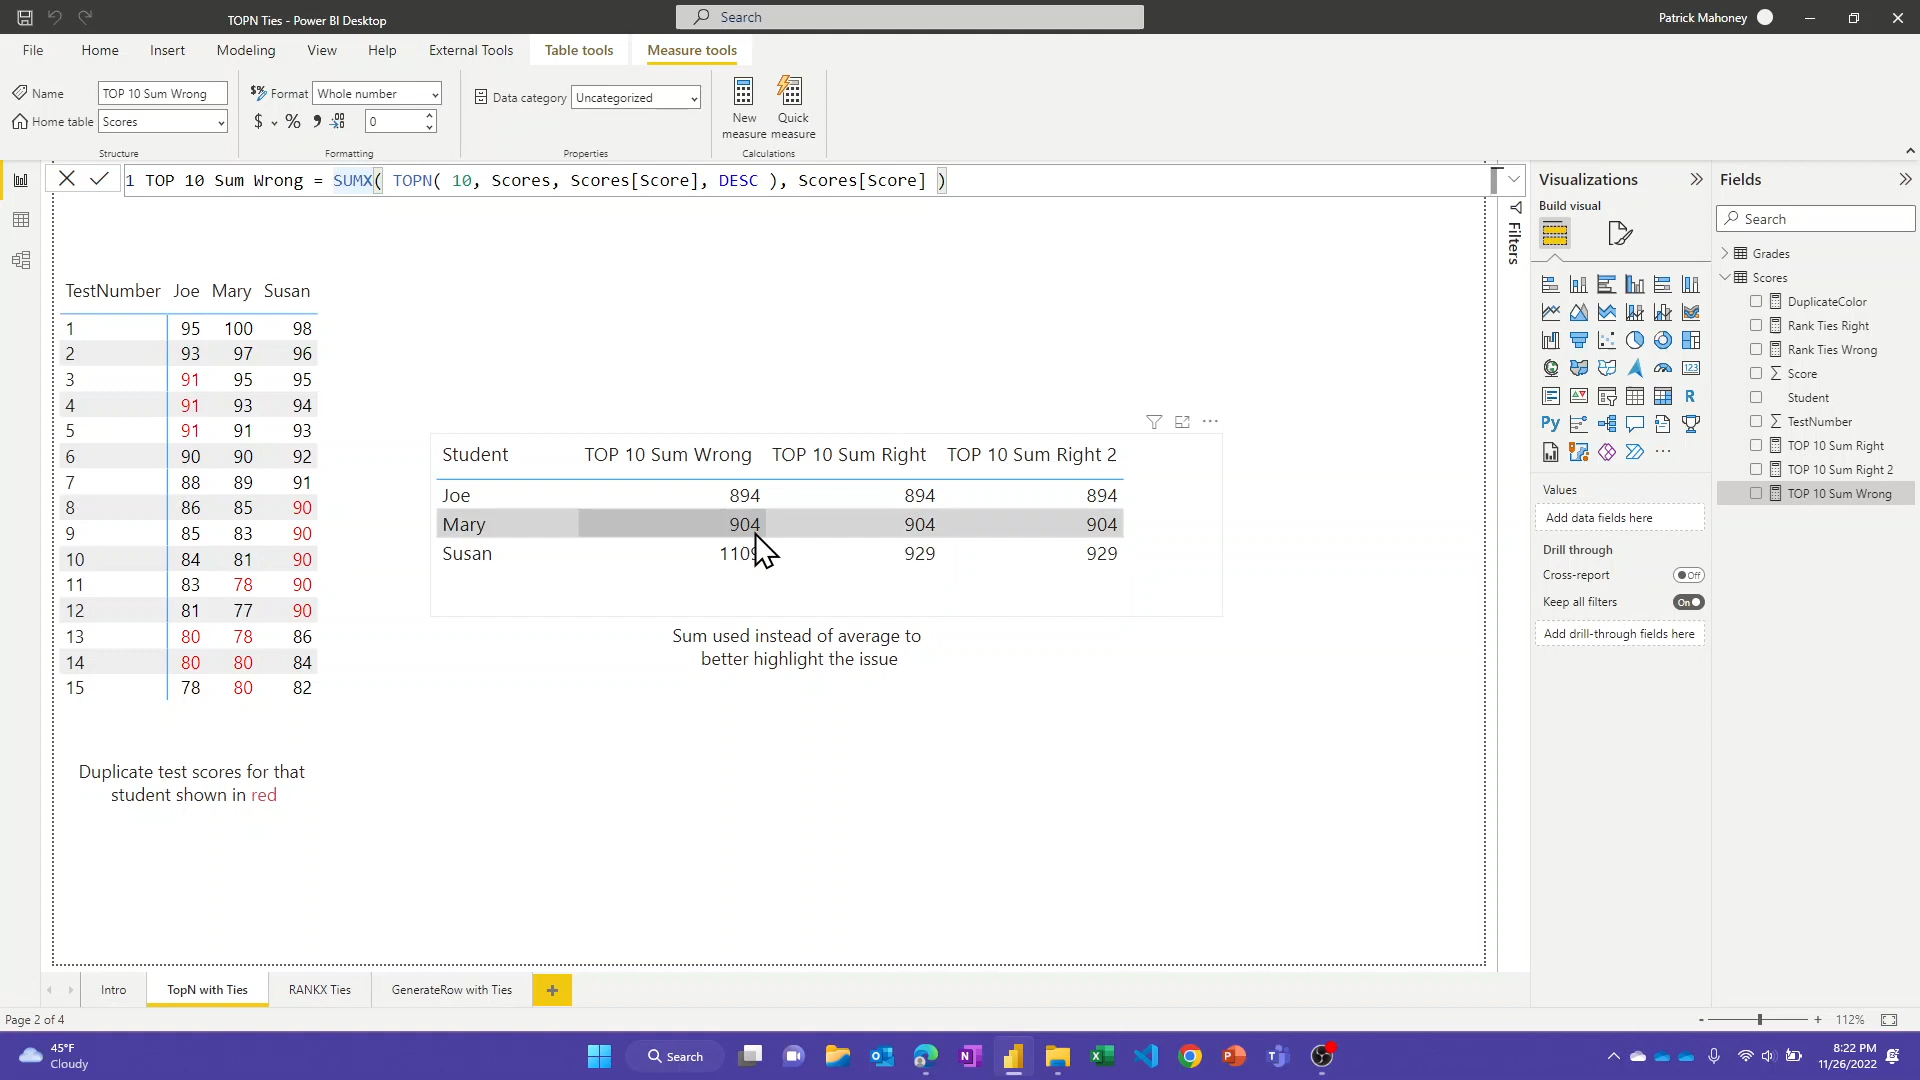 TOPN Ties - Power BI Desktop
Search
Patrick Mahoney
File Home Insert Modeling View Help External Tools Table tools Measure tools
Name TOP 10 Sum Wrong
Home table Scores
Structure
Format Whole number
$ % 9 0
Formatting
Data category Uncategorized
Properties
New measure
Quick measure
Calculations
1 TOP 10 Sum Wrong = SUMX( TOPN( 10, Scores, Scores[Score], DESC ), Scores[Score] )
TestNumber Joe Mary Susan
1 95 100 98
2 93 97 96
3 91 95 95
4 91 93 94
5 91 91 93
6 90 90 92
7 88 89 91
8 86 85 90
9 85 83 90
10 84 81 90
11 83 78 90
12 81 77 90
13 80 78 86
14 80 80 84
15 78 80 82
Duplicate test scores for that
student shown in red
Student TOP 10 Sum Wrong TOP 10 Sum Right TOP 10 Sum Right 2
Joe 894 894 894
Mary 904 904 904
Susan 1109 929 929
Sum used instead of average to
better highlight the issue
Filters
Visualizations
Build visual
123
R
Py
Values
Add data fields here
Drill through
Cross-report Off
Keep all filters On
Add drill-through fields here
Fields
Search
Grades
Scores
DuplicateColor
Rank Ties Right
Rank Ties Wrong
Score
Student
TestNumber
TOP 10 Sum Right
TOP 10 Sum Right 2
TOP 10 Sum Wrong
Intro TopN with Ties RANKX Ties GenerateRow with Ties
Page 2 of 4
- + 112%
45°F
Cloudy
Search
8:22 PM
11/26/2022